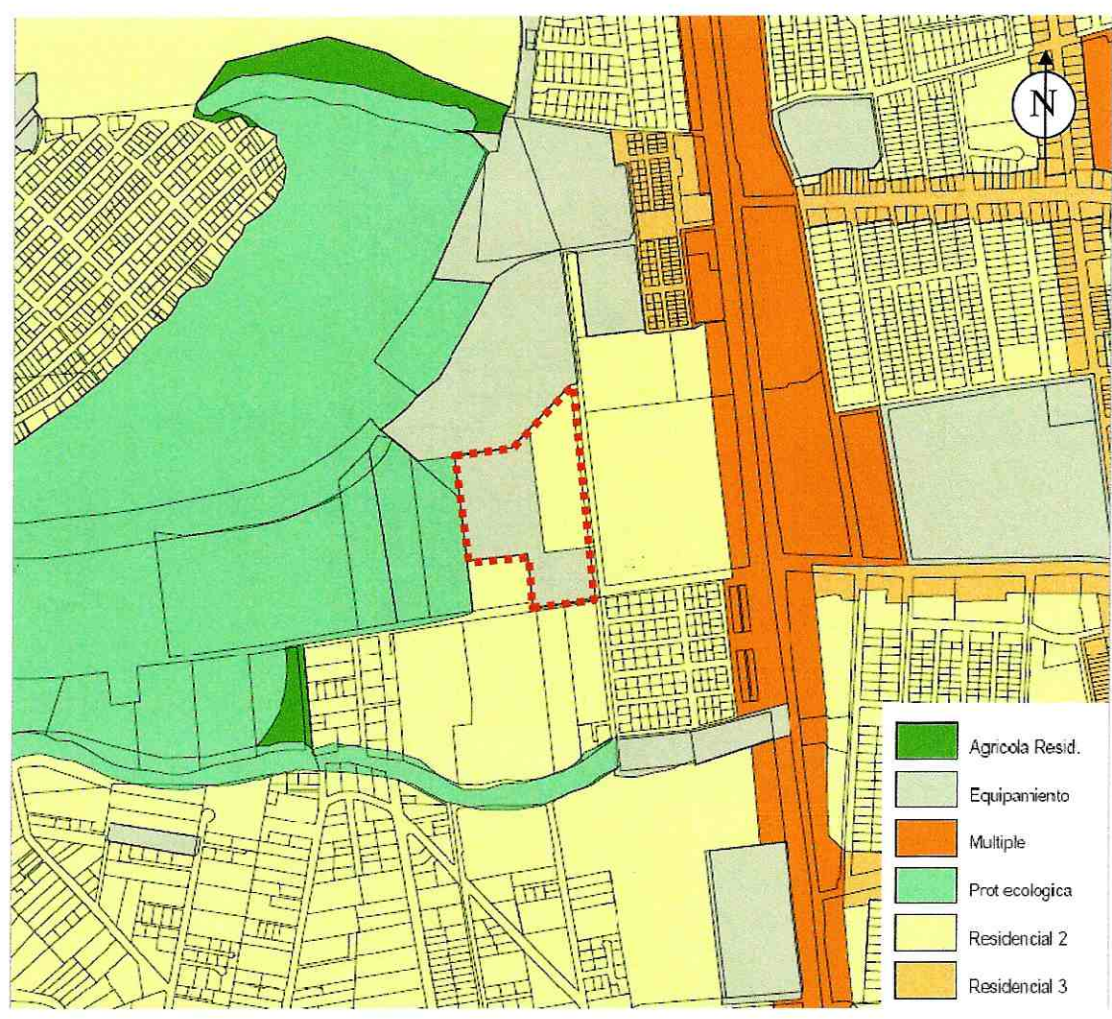 N
Agricola Resid.
Equipamiento
Multiple
Prot ecologica
Residencial 2
Residencial 3